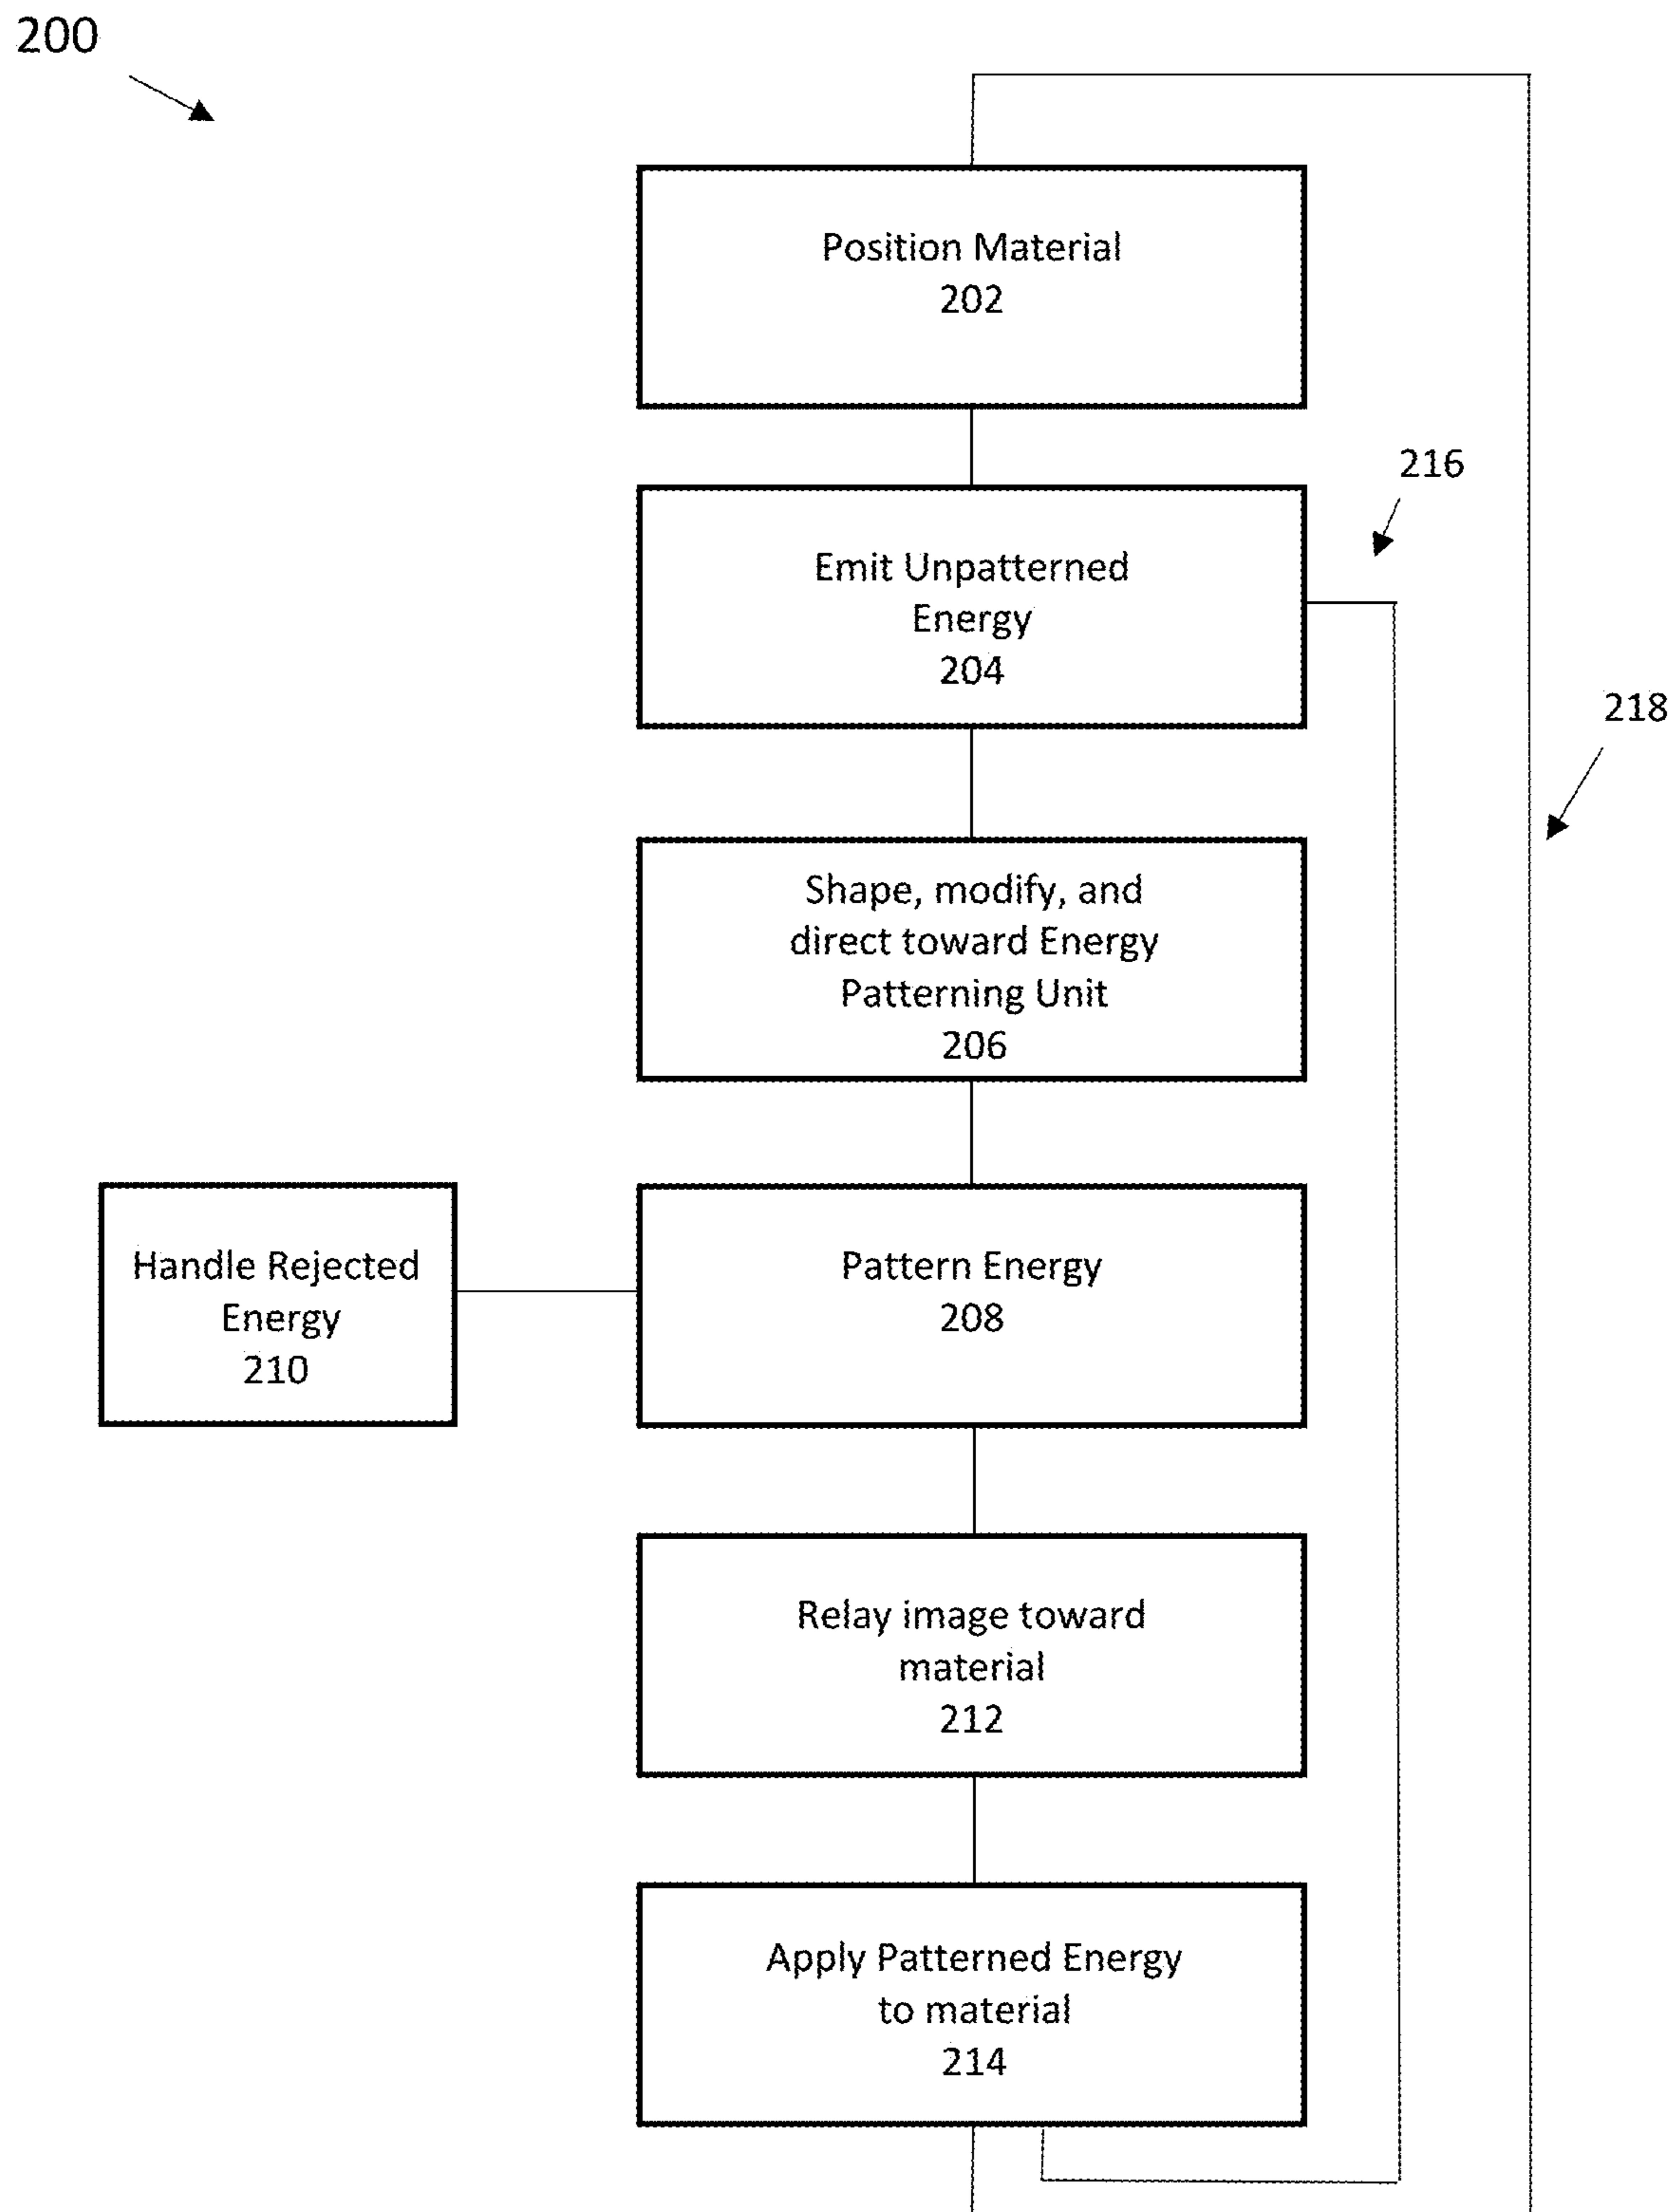 200
Position Material
202
216
Emit Unpatterned
Energy
204
218
Shape, modify, and
direct toward Energy
Patterning Unit
206
Handle Rejected
Energy
210
Pattern Energy
208
Relay image toward
material
212
Apply Patterned Energy
to material
214